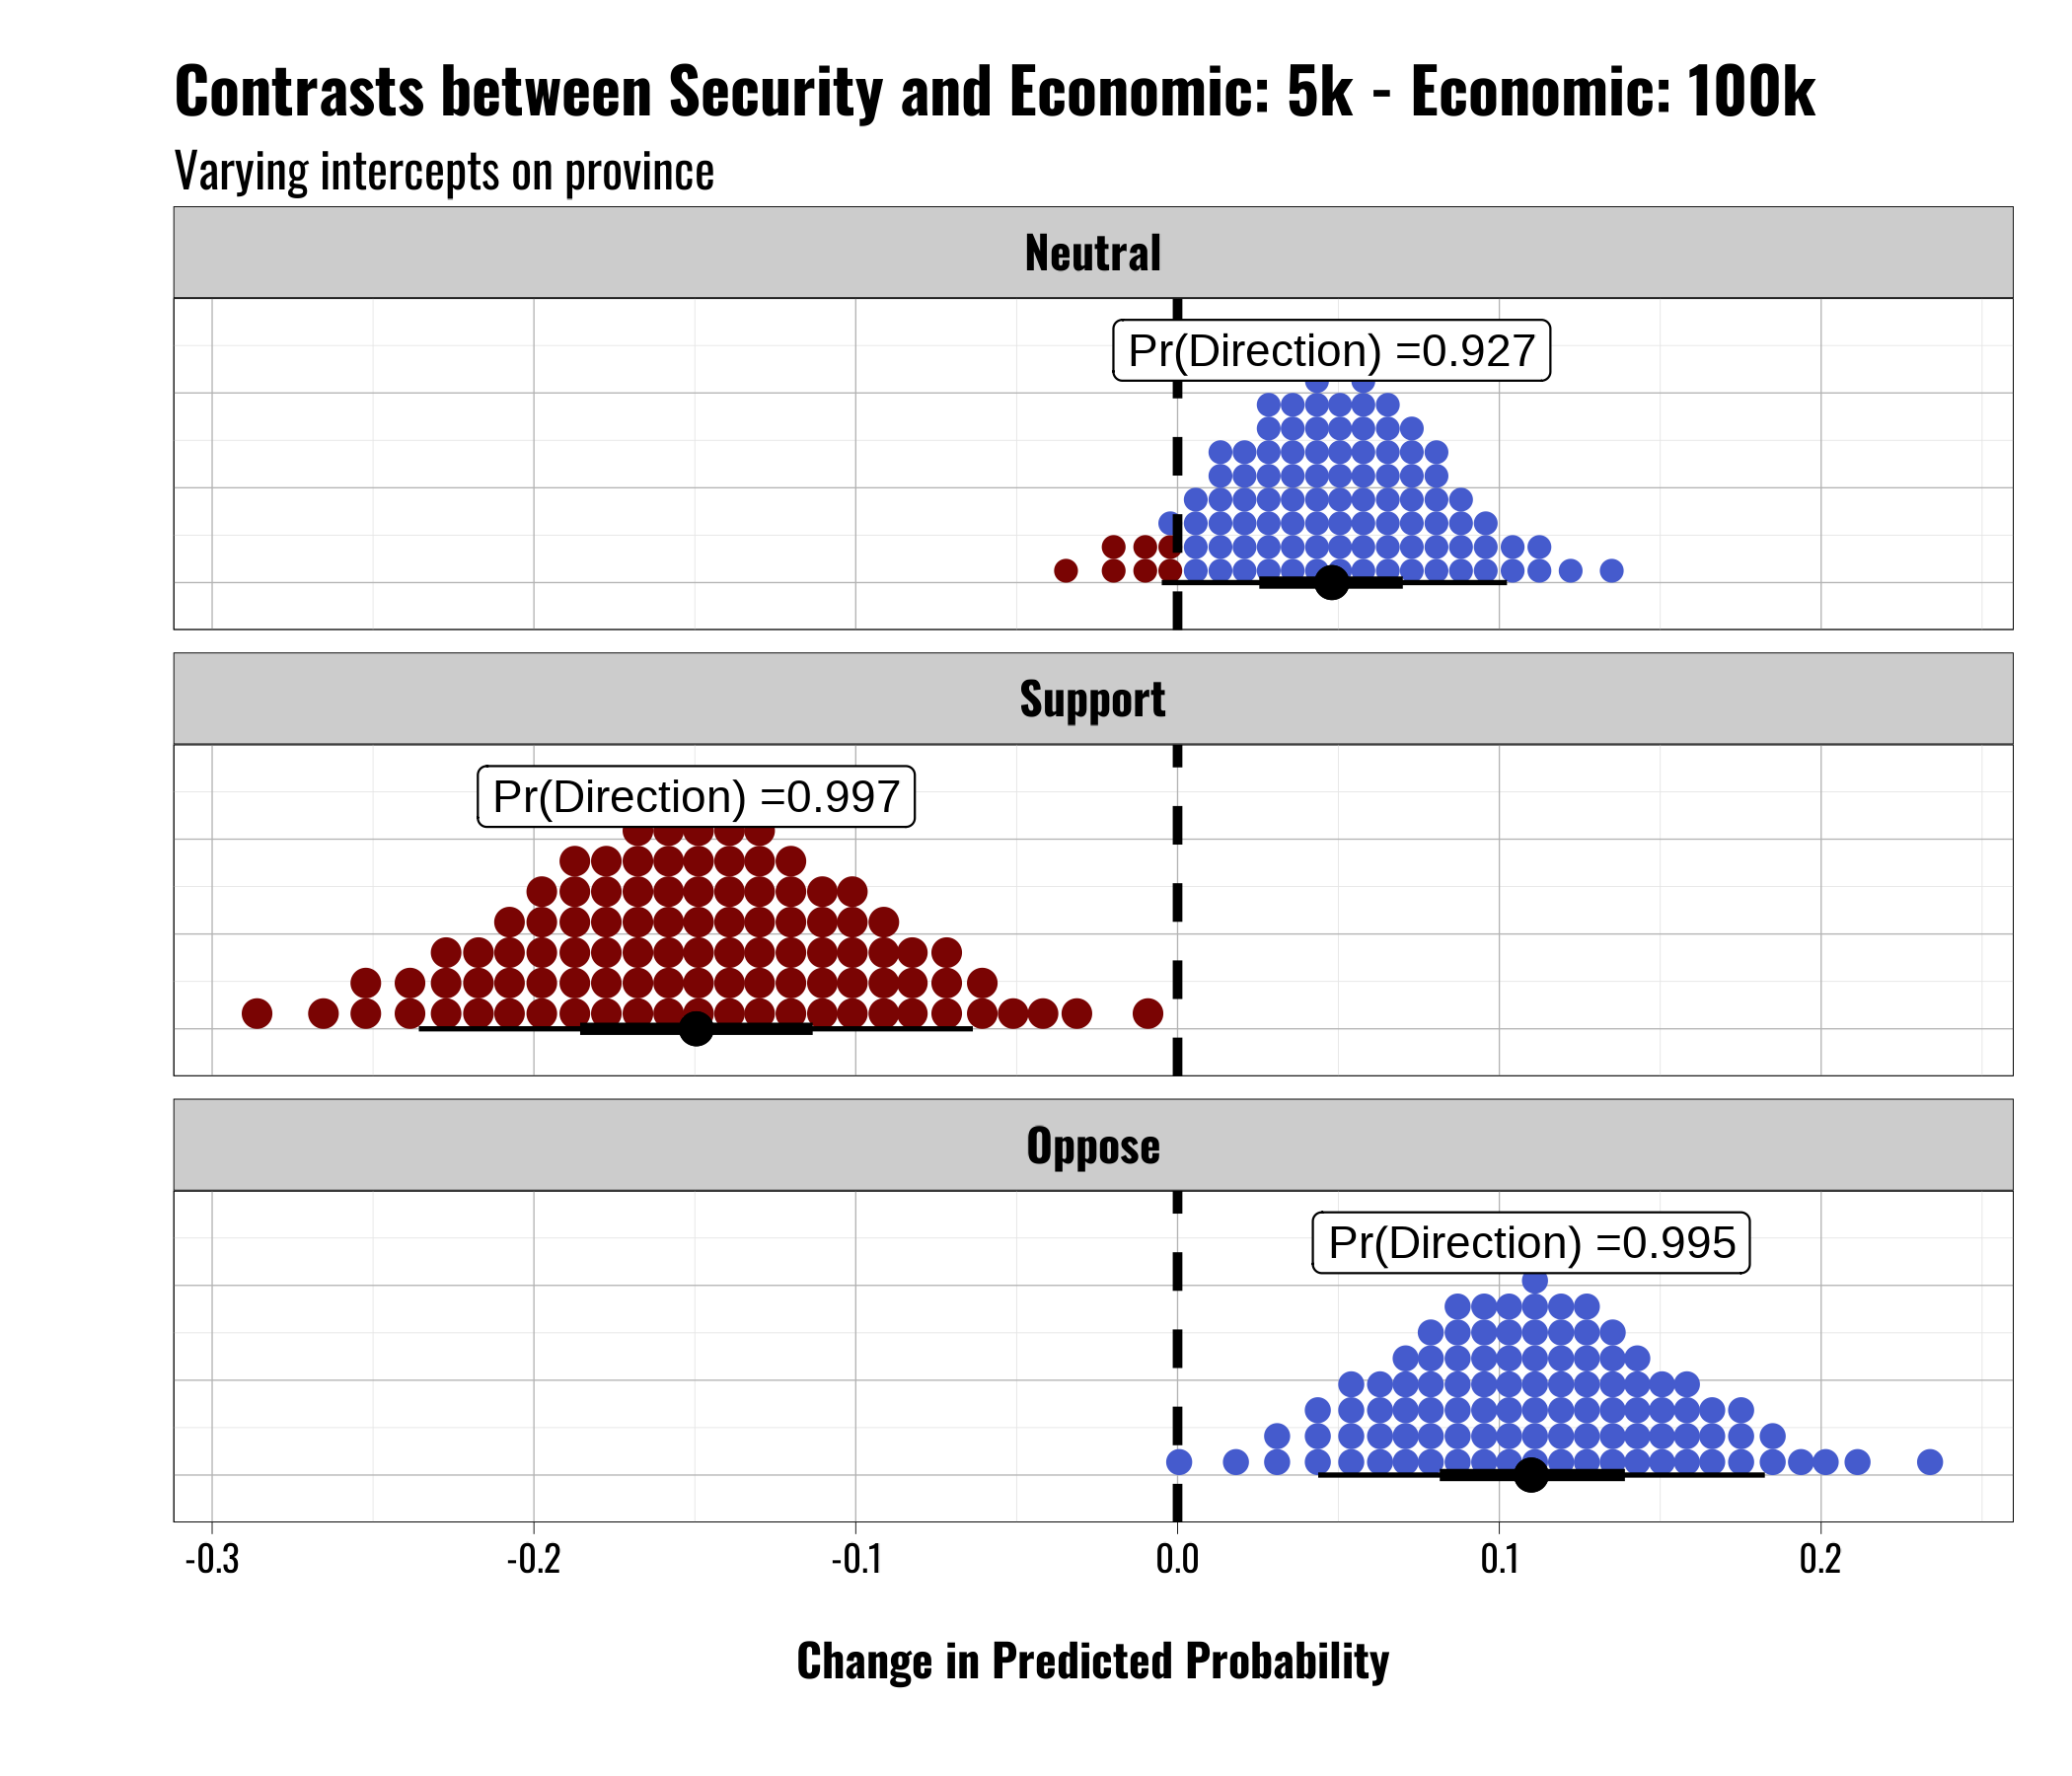 Contrasts between Security and Economic: 5k - Economic: 100k
Varying intercepts on province
Neutral
Pr(Direction) =0.927
Support
Pr(Direction) =0.997
Oppose
Pr(Direction) =0.995
-0.3 -0.2 -0.1 0.0 0.1 0.2
Change in Predicted Probability